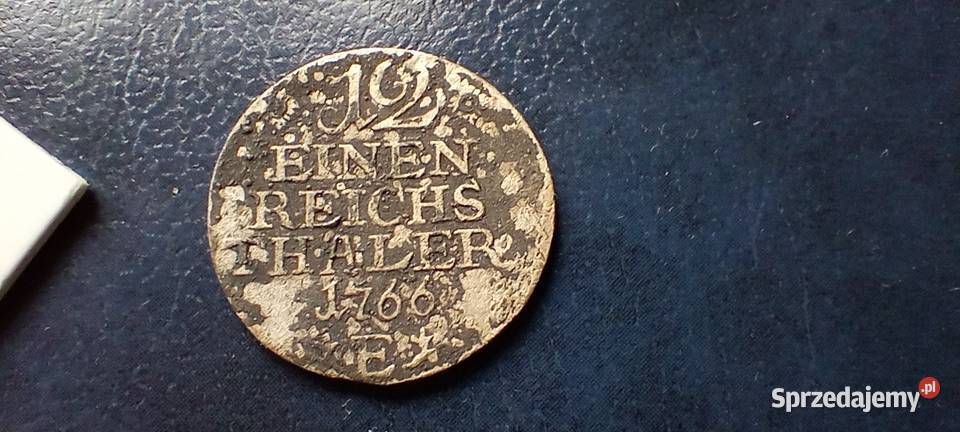 12
EINEN
REICHS
THALER
1766
E
Sprzedajemy.pl